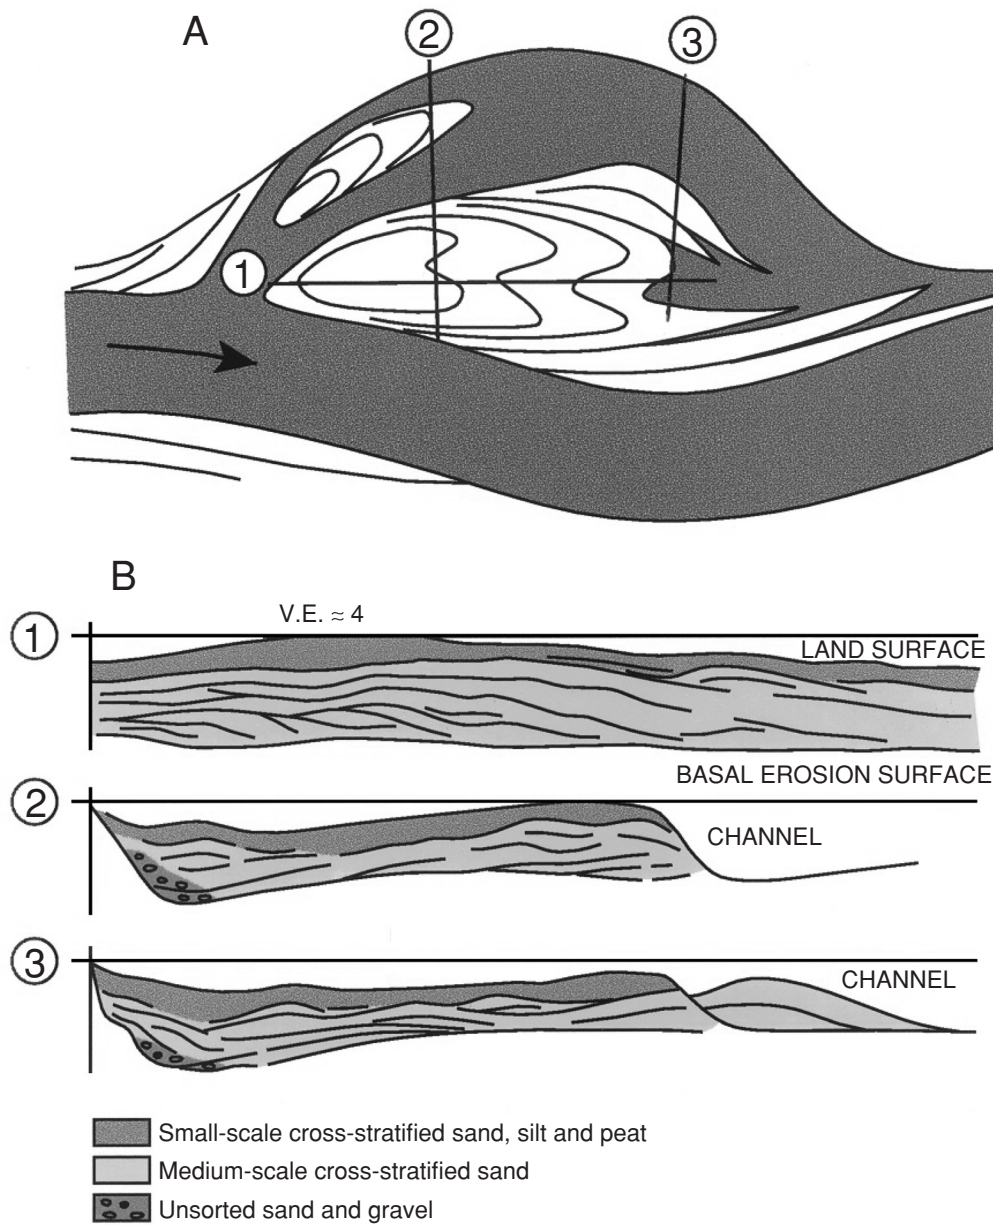 A
2
3
1
B
V.E. ≈ 4
1
LAND SURFACE
BASAL EROSION SURFACE
2
CHANNEL
3
CHANNEL
Small-scale cross-stratified sand, silt and peat
Medium-scale cross-stratified sand
Unsorted sand and gravel